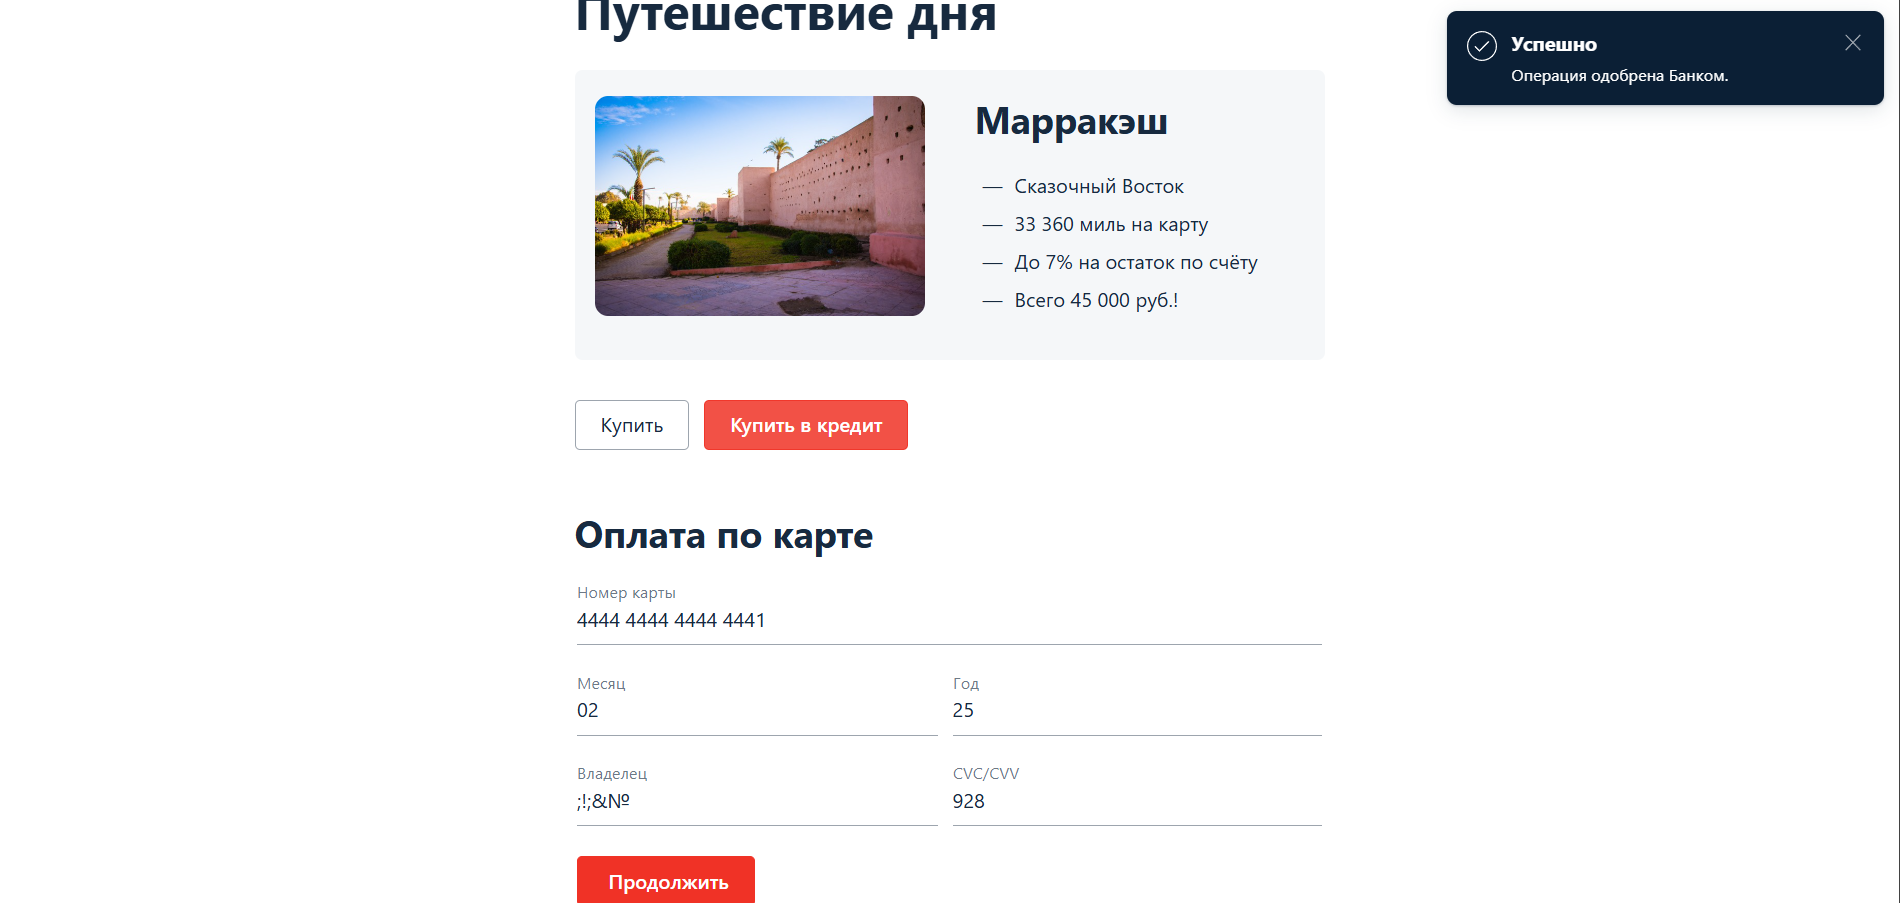 Путешествие дня
Успешно
Операция одобрена Банком.
Марракэш
— Сказочный Восток
— 33 360 миль на карту
— До 7% на остаток по счёту
— Всего 45 000 руб.!
Купить
Купить в кредит
Оплата по карте
Номер карты
4444 4444 4444 4441
Месяц
Год
02
25
Владелец
CVC/CVV
;!;&№
928
Продолжить